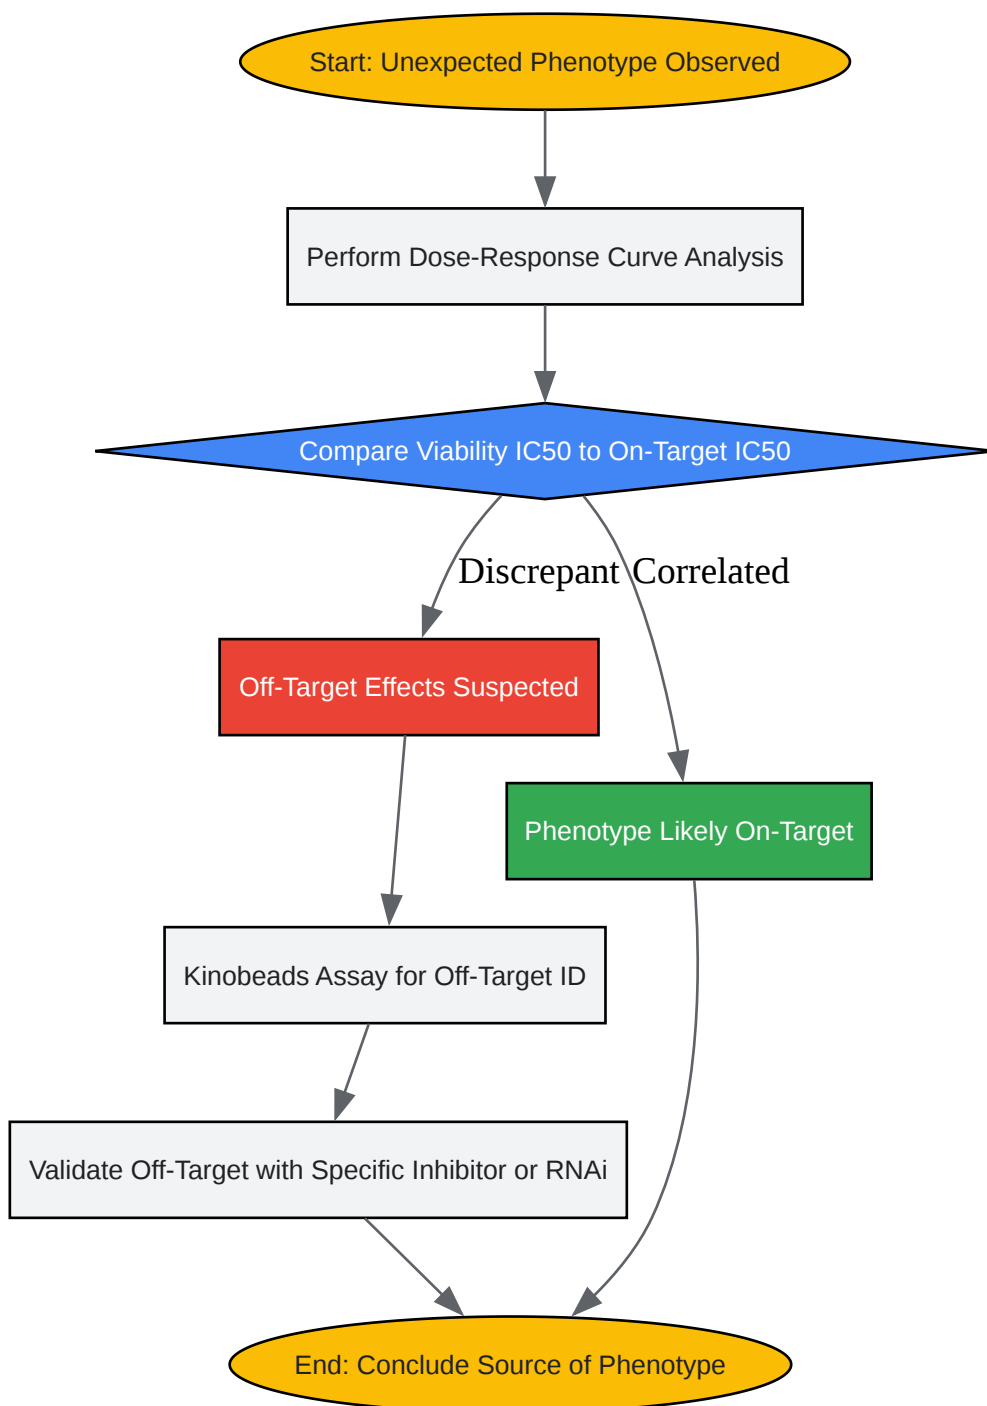 Start: Unexpected Phenotype Observed
Perform Dose-Response Curve Analysis
Compare Viability IC50 to On-Target IC50
Discrepant
Correlated
Off-Target Effects Suspected
Phenotype Likely On-Target
Kinobeads Assay for Off-Target ID
Validate Off-Target with Specific Inhibitor or RNAi
End: Conclude Source of Phenotype